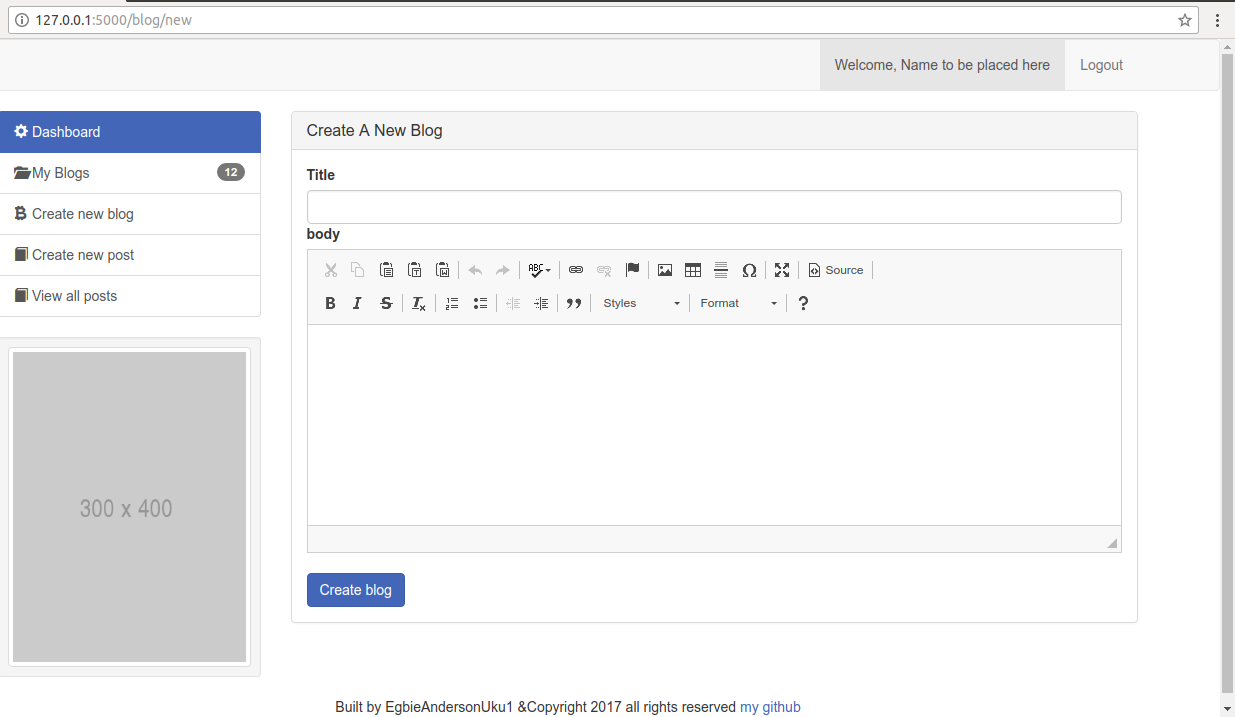 127.0.0.1:5000/blog/new
Welcome, Name to be placed here Logout
Dashboard
My Blogs 12
Create new blog
Create new post
View all posts
300 x 400
Create A New Blog
Title
body
ABC Ω Source
B I S Tx Styles Format ?
Create blog
Built by EgbieAndersonUku1 &Copyright 2017 all rights reserved my github